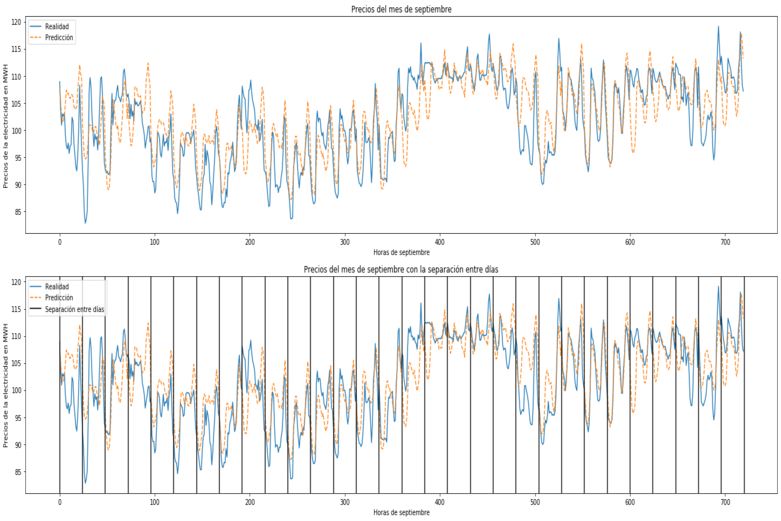 Precios del mes de septiembre
Realidad
Predicción
Precios de la electricidad en MWH
120
115
110
105
100
95
90
85
0
100
200
300
400
500
600
700
Horas de septiembre
Precios del mes de septiembre con la separación entre días
Realidad
Predicción
Separación entre días
Precios de la electricidad en MWH
120
115
110
105
100
95
90
85
0
100
200
300
400
500
600
700
Horas de septiembre